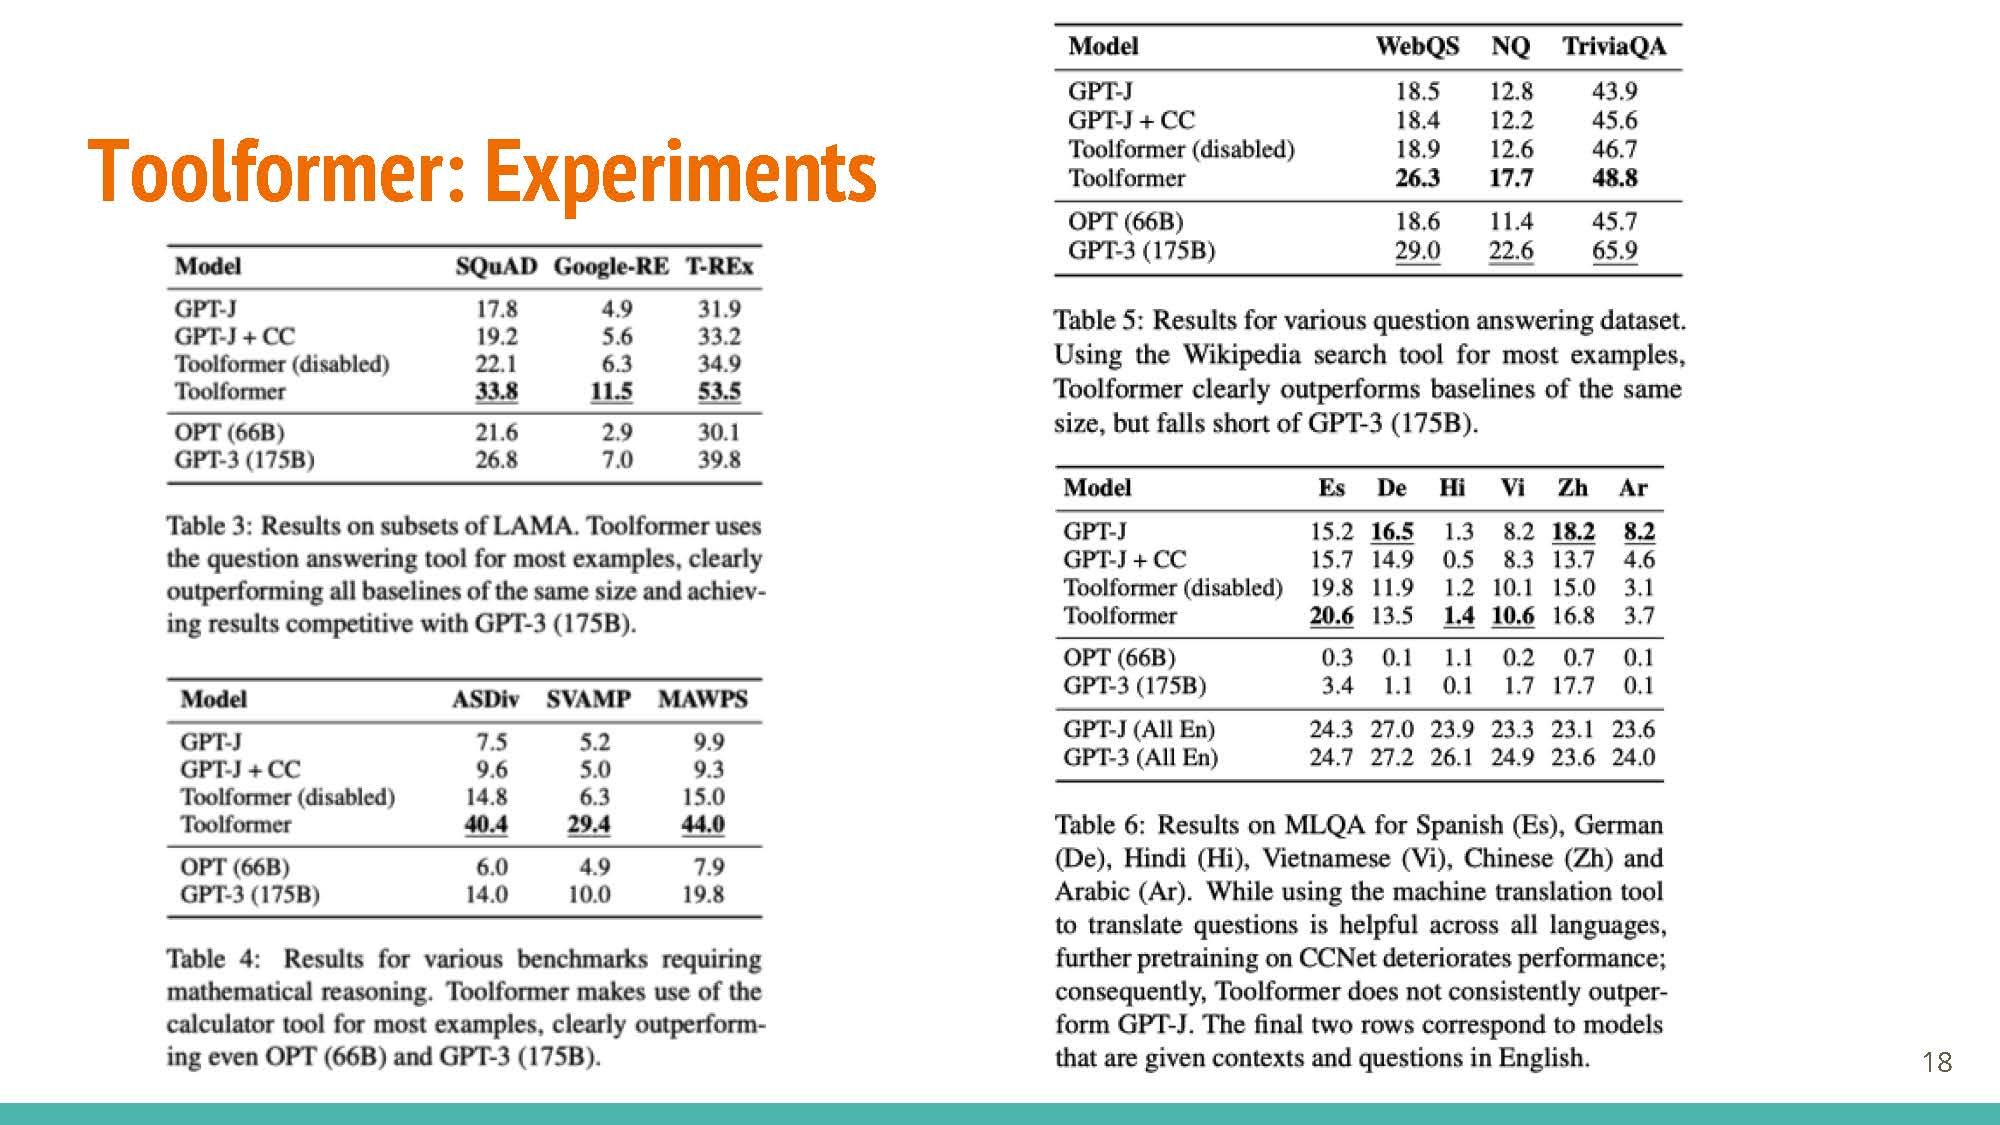 Toolformer: Experiments
Model SQuAD Google-RE T-REx
GPT-J 17.8 4.9 31.9
GPT-J + CC 19.2 5.6 33.2
Toolformer (disabled) 22.1 6.3 34.9
Toolformer 33.8 11.5 53.5
OPT (66B) 21.6 2.9 30.1
GPT-3 (175B) 26.8 7.0 39.8
Table 3: Results on subsets of LAMA. Toolformer uses
the question answering tool for most examples, clearly
outperforming all baselines of the same size and achiev-
ing results competitive with GPT-3 (175B).
Model ASDiv SVAMP MAWPS
GPT-J 7.5 5.2 9.9
GPT-J + CC 9.6 5.0 9.3
Toolformer (disabled) 14.8 6.3 15.0
Toolformer 40.4 29.4 44.0
OPT (66B) 6.0 4.9 7.9
GPT-3 (175B) 14.0 10.0 19.8
Table 4: Results for various benchmarks requiring
mathematical reasoning. Toolformer makes use of the
calculator tool for most examples, clearly outperform-
ing even OPT (66B) and GPT-3 (175B).
Model WebQS NQ TriviaQA
GPT-J 18.5 12.8 43.9
GPT-J + CC 18.4 12.2 45.6
Toolformer (disabled) 18.9 12.6 46.7
Toolformer 26.3 17.7 48.8
OPT (66B) 18.6 11.4 45.7
GPT-3 (175B) 29.0 22.6 65.9
Table 5: Results for various question answering dataset.
Using the Wikipedia search tool for most examples,
Toolformer clearly outperforms baselines of the same
size, but falls short of GPT-3 (175B).
Model Es De Hi Vi Zh Ar
GPT-J 15.2 16.5 1.3 8.2 18.2 8.2
GPT-J + CC 15.7 14.9 0.5 8.3 13.7 4.6
Toolformer (disabled) 19.8 11.9 1.2 10.1 15.0 3.1
Toolformer 20.6 13.5 1.4 10.6 16.8 3.7
OPT (66B) 0.3 0.1 1.1 0.2 0.7 0.1
GPT-3 (175B) 3.4 1.1 0.1 1.7 17.7 0.1
GPT-J (All En) 24.3 27.0 23.9 23.3 23.1 23.6
GPT-3 (All En) 24.7 27.2 26.1 24.9 23.6 24.0
Table 6: Results on MLQA for Spanish (Es), German
(De), Hindi (Hi), Vietnamese (Vi), Chinese (Zh) and
Arabic (Ar). While using the machine translation tool
to translate questions is helpful across all languages,
further pretraining on CCNet deteriorates performance;
consequently, Toolformer does not consistently outper-
form GPT-J. The final two rows correspond to models
that are given contexts and questions in English.
18